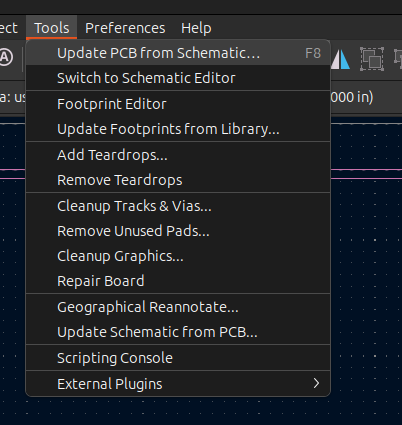 ect Tools Preferences Help
Update PCB from Schematic... F8
Switch to Schematic Editor
a: us 000 in)
Footprint Editor
Update Footprints from Library...
Add Teardrops...
Remove Teardrops
Cleanup Tracks & Vias...
Remove Unused Pads...
Cleanup Graphics...
Repair Board
Geographical Reannotate...
Update Schematic from PCB...
Scripting Console
External Plugins